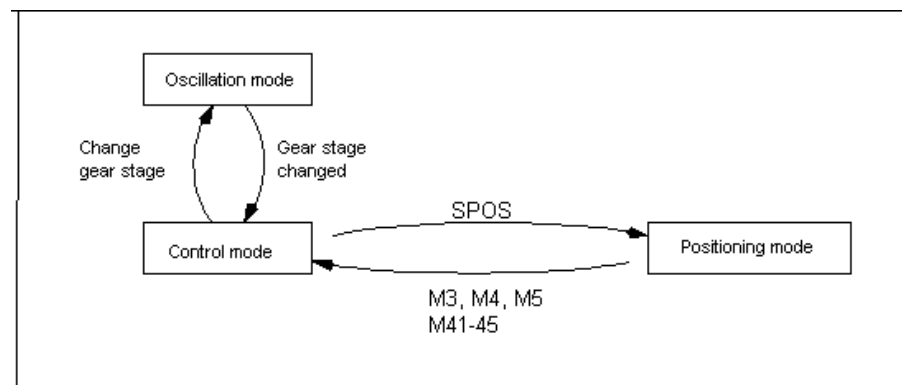 Oscillation mode
Change
gear stage
Gear stage
changed
SPOS
Control mode
Positioning mode
M3, M4, M5
M41-45